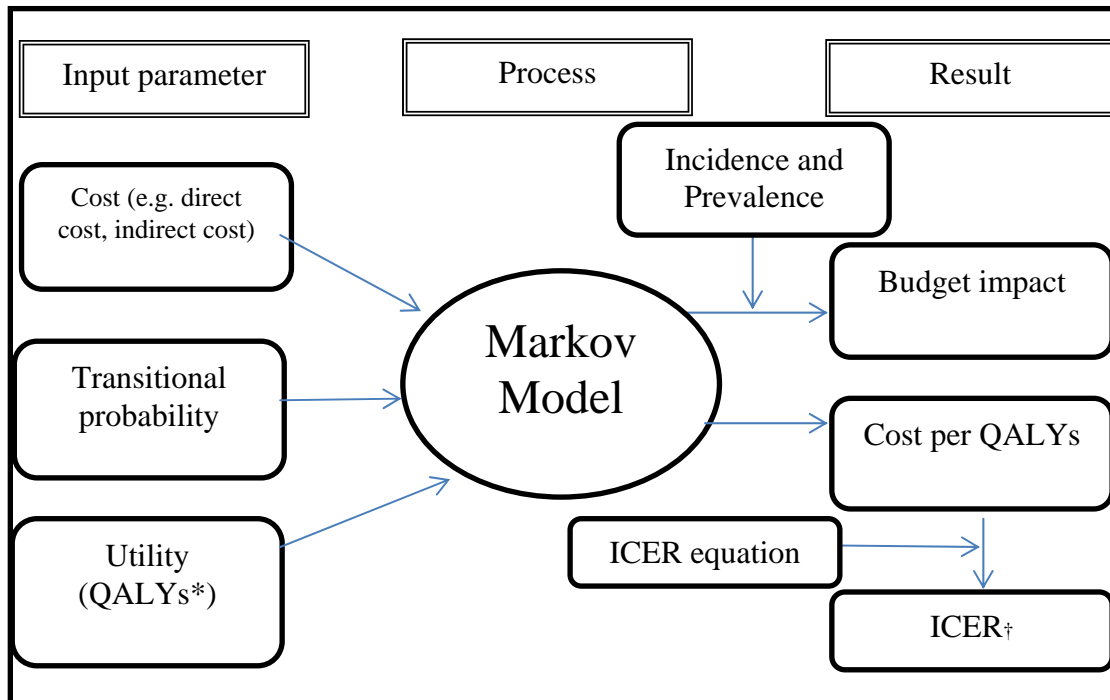 Input parameter
Process
Result
Incidence and
Prevalence
Cost (e.g. direct
cost, indirect cost)
Budget impact
Markov
Model
Transitional
probability
Cost per QALYs
ICER equation
Utility
(QALYs*)
ICER†